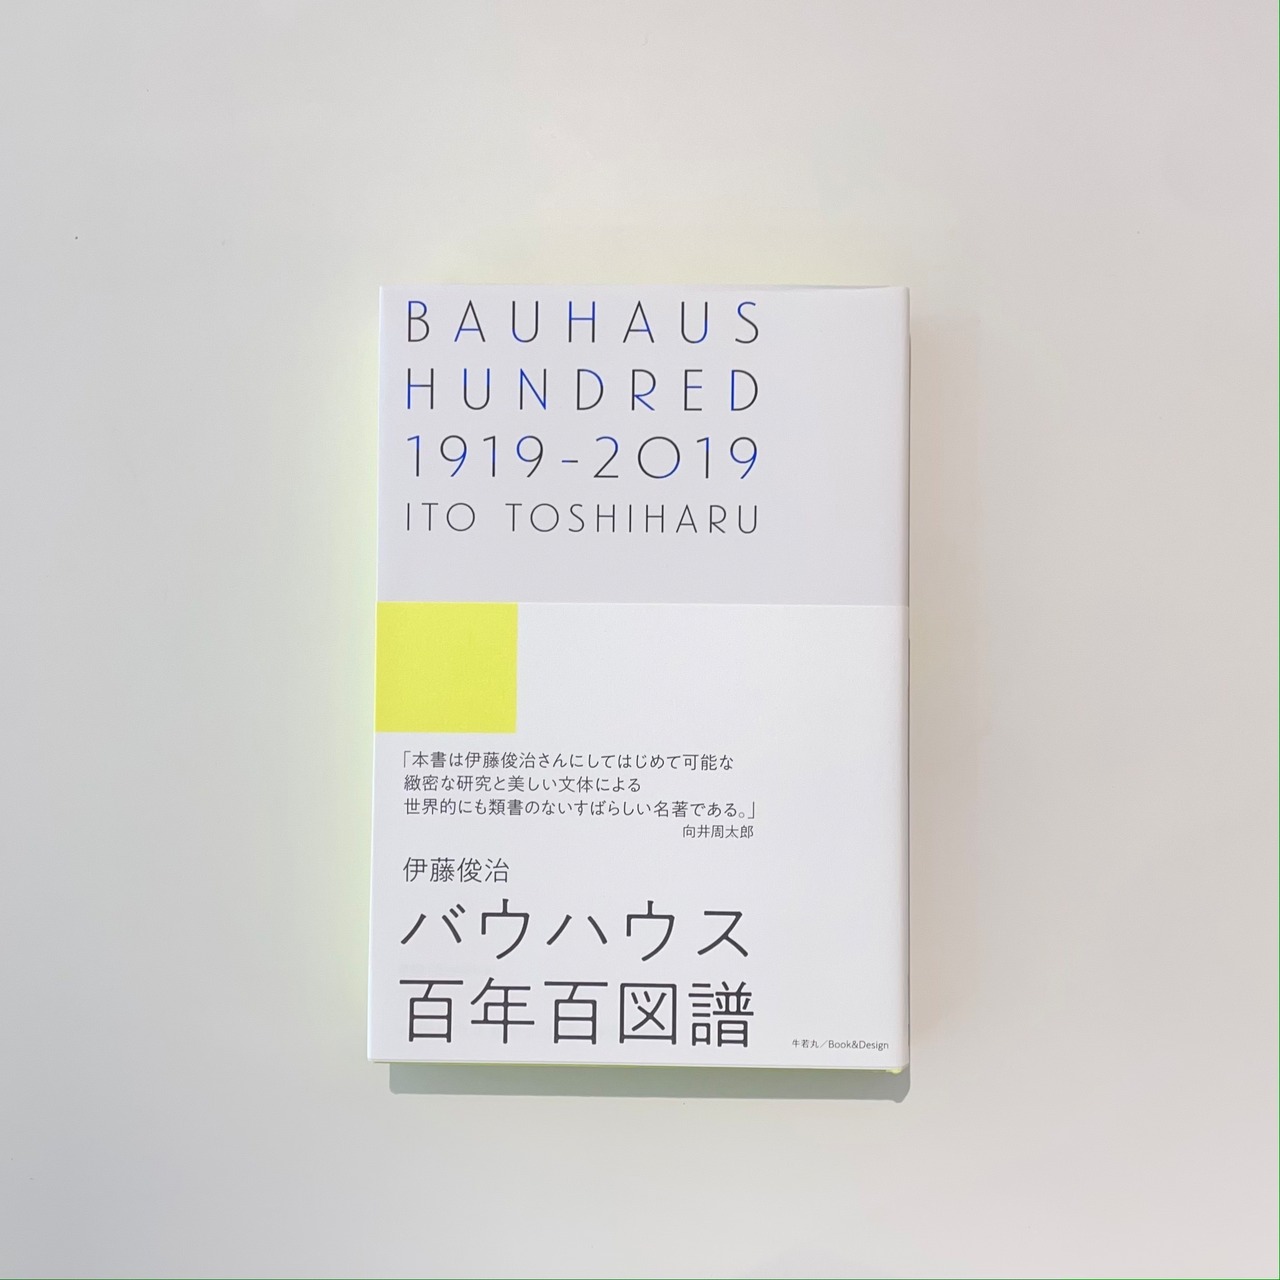 BAUHAUS
HUNDRED
1919-2019
ITO TOSHIHARU
「本書は伊藤俊治さんにしてはじめて可能な
緻密な研究と美しい文体による
世界的にも類書のないすばらしい名著である。」
向井周太郎
伊藤俊治
バウハウス
百年百図譜
牛若丸／Book&Design